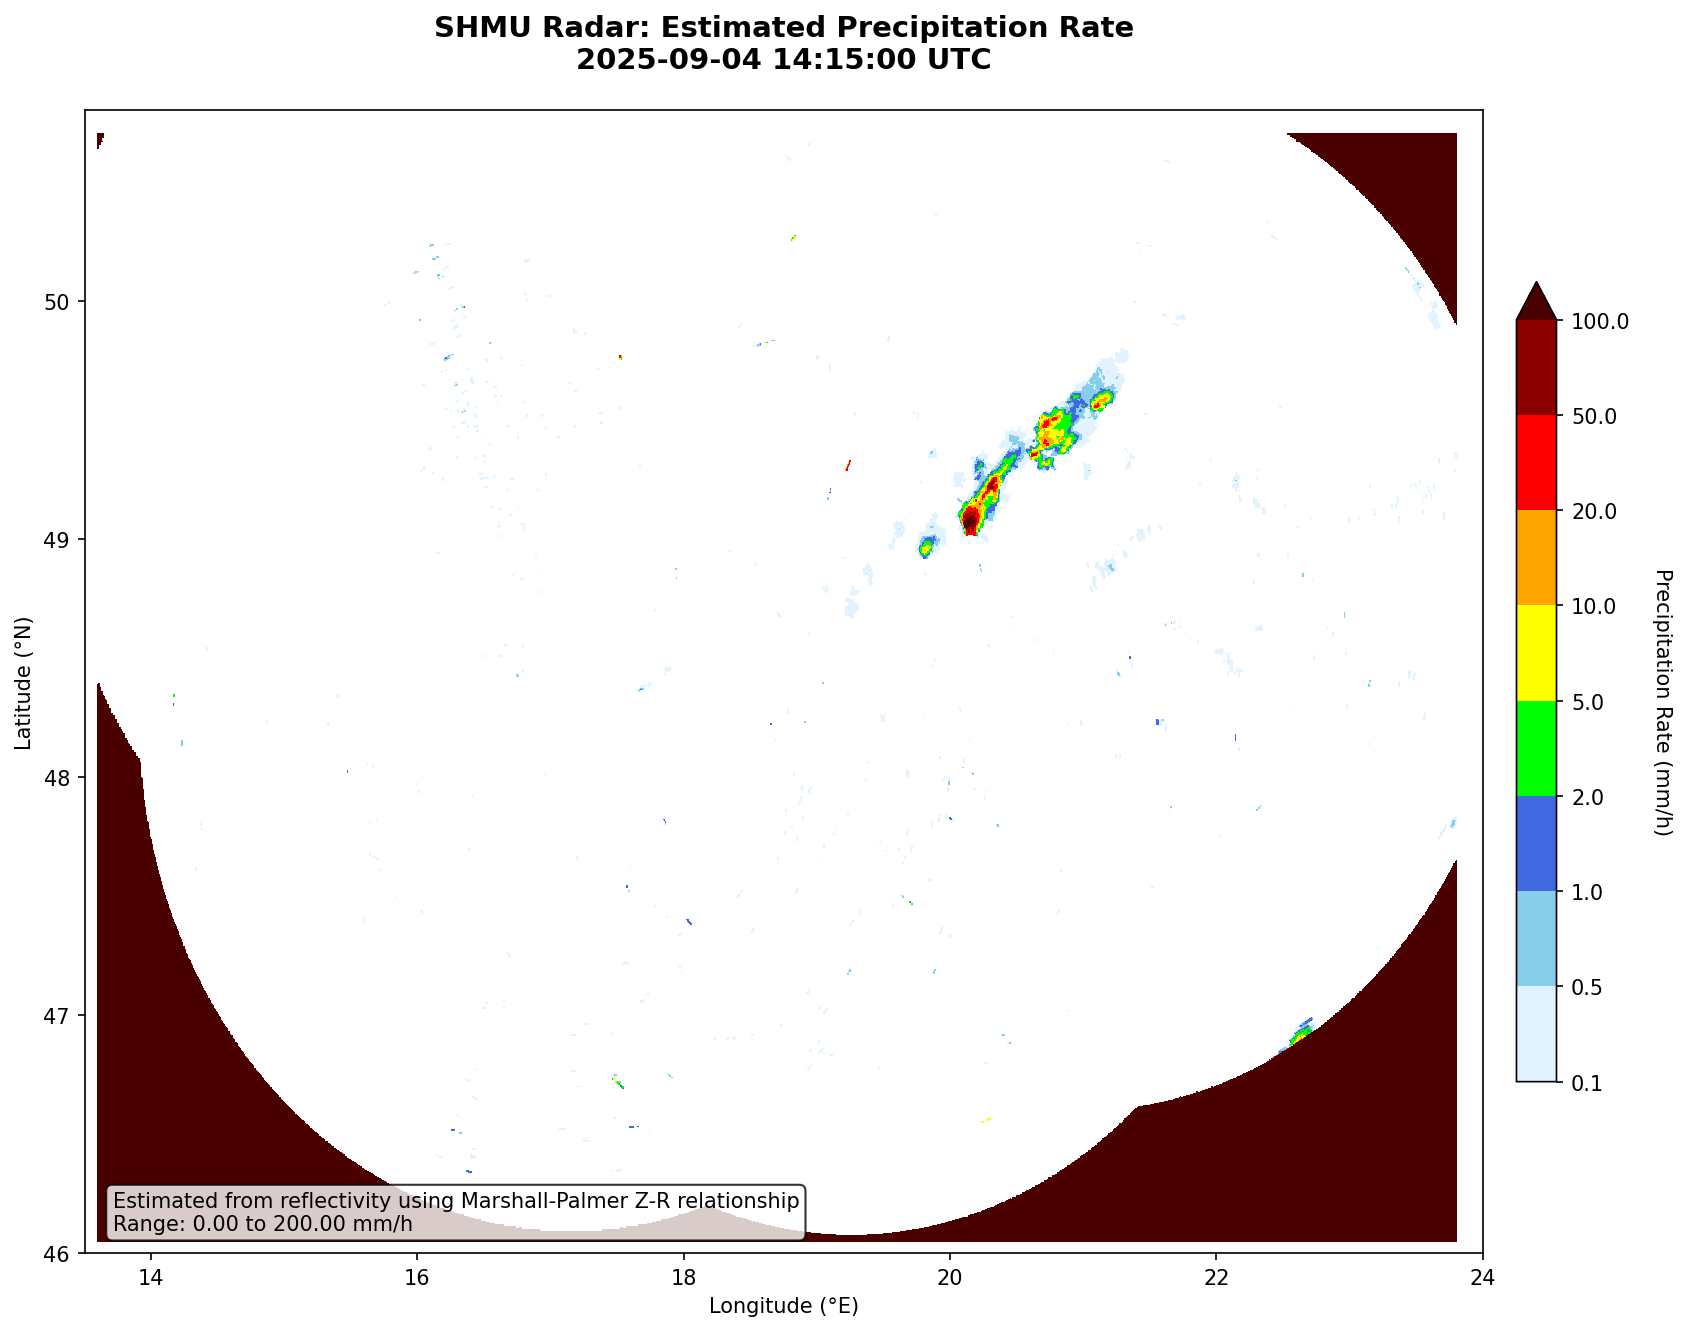 SHMU Radar: Estimated Precipitation Rate
2025-09-04 14:15:00 UTC
50
49
48
47
46
Latitude (°N)
14
16
18
20
22
24
Longitude (°E)
Estimated from reflectivity using Marshall-Palmer Z-R relationship
Range: 0.00 to 200.00 mm/h
100.0
50.0
20.0
10.0
5.0
2.0
1.0
0.5
0.1
Precipitation Rate (mm/h)